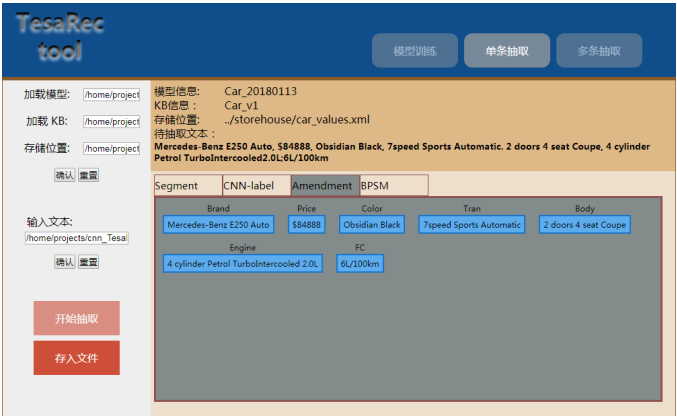 TesaRec
tool
模型训练
单条抽取
多条抽取
加载模型: /home/project
加载 KB: /home/project
存储位置: /home/project
确认 重置
输入文本:
/home/projects/cnn_Tesal
确认 重置
开始抽取
存入文件
模型信息: Car_20180113
KB信息: Car_v1
存储位置: ../storehouse/car_values.xml
待抽取文本:
Mercedes-Benz E250 Auto, $84888, Obsidian Black, 7speed Sports Automatic. 2 doors 4 seat Coupe, 4 cylinder
Petrol TurboIntercooled2.0L;6L/100km
Segment CNN-label Amendment BPSM
Brand Price Color Tran Body
Mercedes-Benz E250 Auto $84888 Obsidian Black 7speed Sports Automatic 2 doors 4 seat Coupe
Engine FC
4 cylinder Petrol TurboIntercooled 2.0L 6L/100km